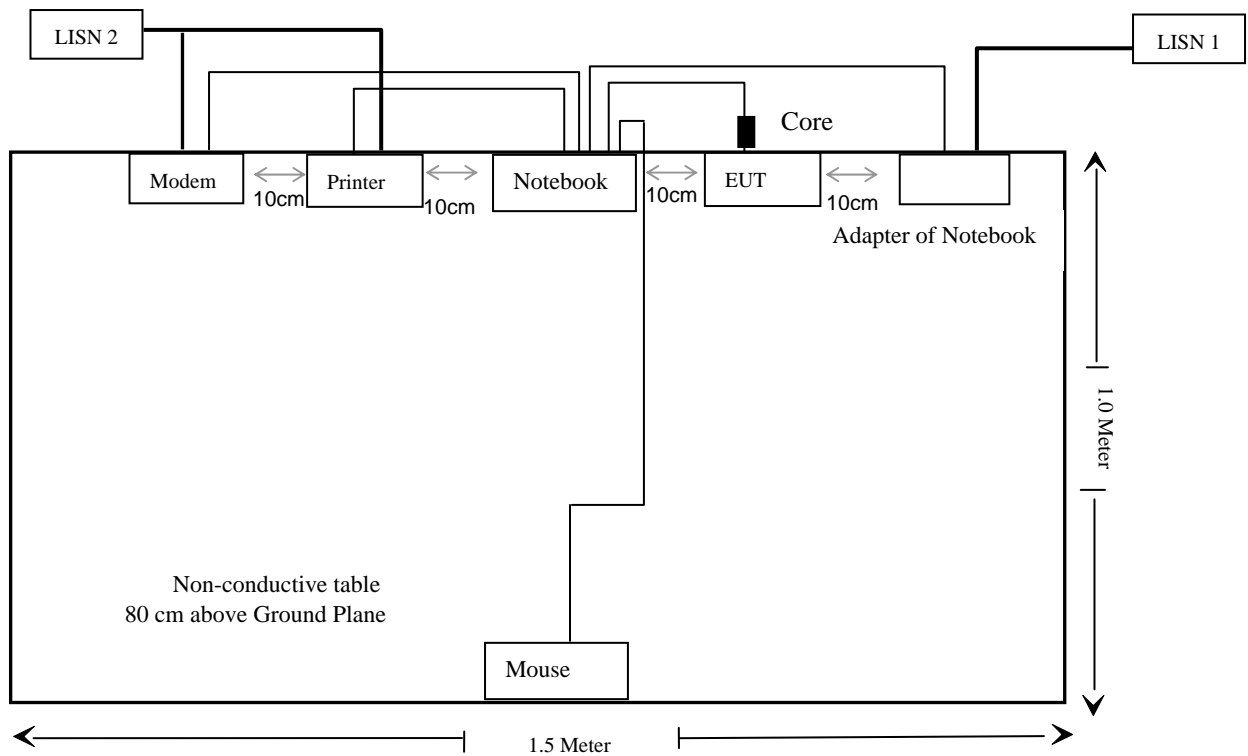 LISN 2
LISN 1
Core
Modem
Printer
Notebook
EUT
10cm
10cm
10cm
10cm
Adapter of Notebook
1.0 Meter
Non-conductive table
80 cm above Ground Plane
Mouse
1.5 Meter